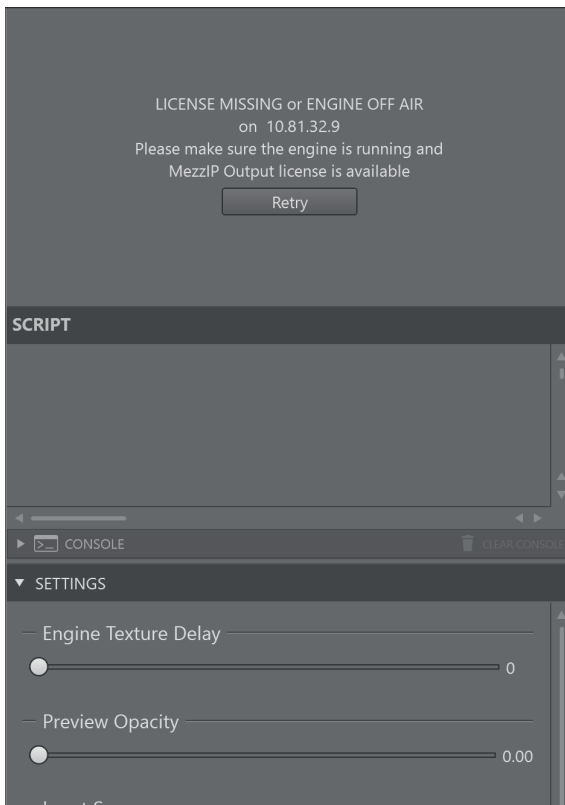 LICENSE MISSING or ENGINE OFF AIR
on 10.81.32.9
Please make sure the engine is running and
MezzIP Output license is available
Retry
SCRIPT
CONSOLE CLEAR CONSOLE
SETTINGS
Engine Texture Delay
0
Preview Opacity
0.00